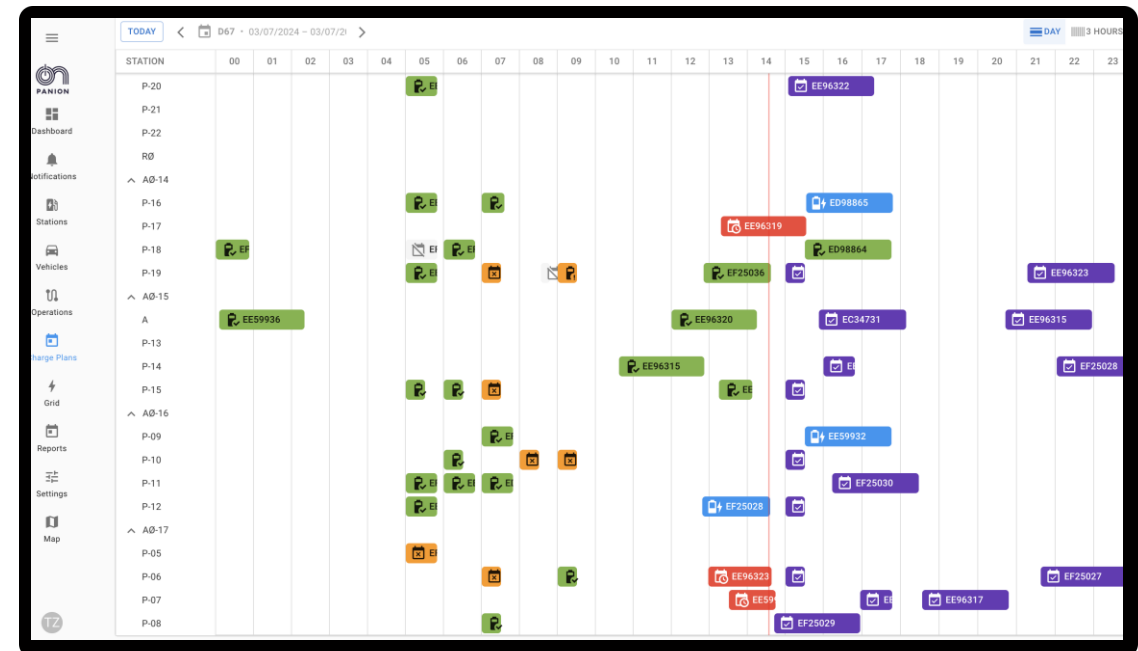 PANION
Dashboard
Notifications
Stations
Vehicles
Operations
Charge Plans
Grid
Reports
Settings
Map
TZ
TODAY D67 - 03/07/2024 – 03/07/2 DAY 3 HOURS
STATION 00 01 02 03 04 05 06 07 08 09 10 11 12 13 14 15 16 17 18 19 20 21 22 23
P-20 EE96322
P-21
P-22
RØ
AØ-14
P-16 ED98865
P-17 EE96319
P-18 EF ED98864
P-19 EF25036 EE96323
AØ-15
A EE59936 EE96320 EC34731 EE96315
P-13
P-14 EE96315 EF25028
P-15 EE
AØ-16
P-09 EE59932
P-10
P-11 EF25030
P-12 EF25028
AØ-17
P-05
P-06 EE96323 EF25027
P-07 EE59 EE96317
P-08 EF25029